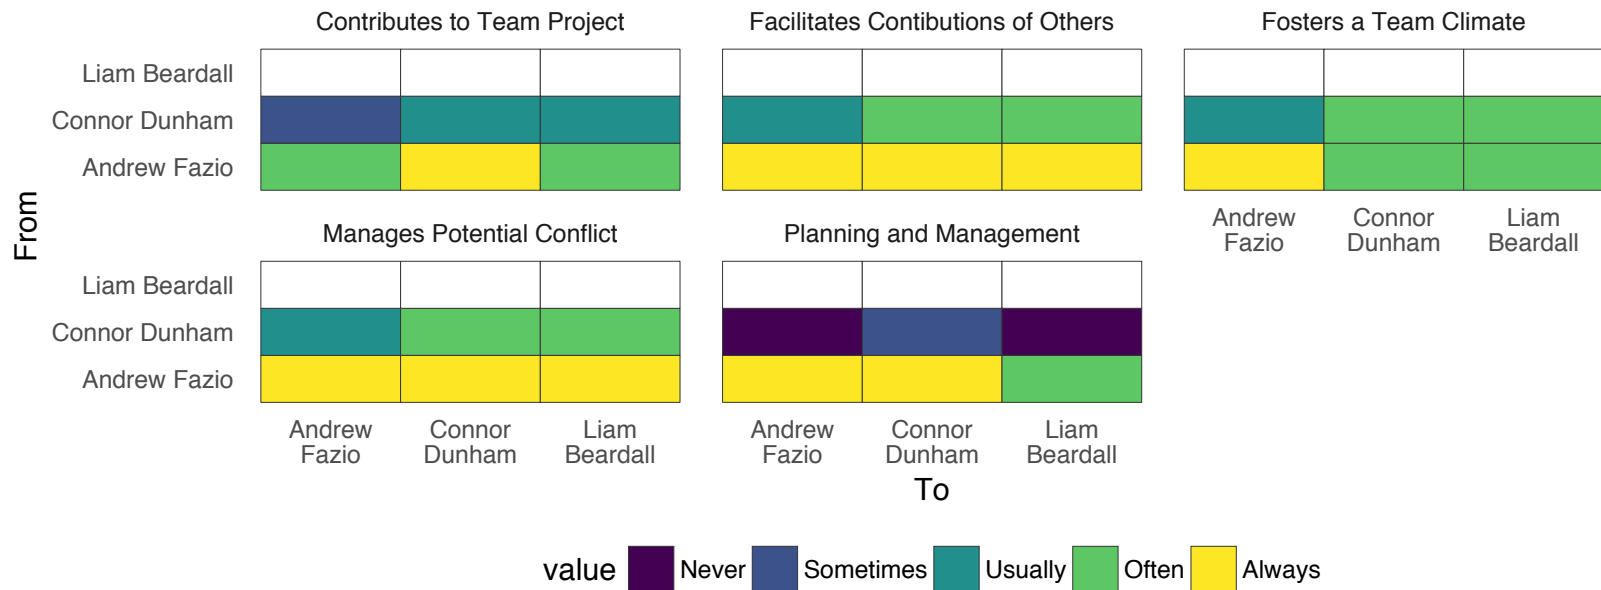 Contributes to Team Project
Facilitates Contibutions of Others
Fosters a Team Climate
Liam Beardall
Connor Dunham
Andrew Fazio
Andrew
Fazio
Connor
Dunham
Liam
Beardall
From
Manages Potential Conflict
Planning and Management
Liam Beardall
Connor Dunham
Andrew Fazio
Andrew
Fazio
Connor
Dunham
Liam
Beardall
Andrew
Fazio
Connor
Dunham
Liam
Beardall
To
value Never Sometimes Usually Often Always